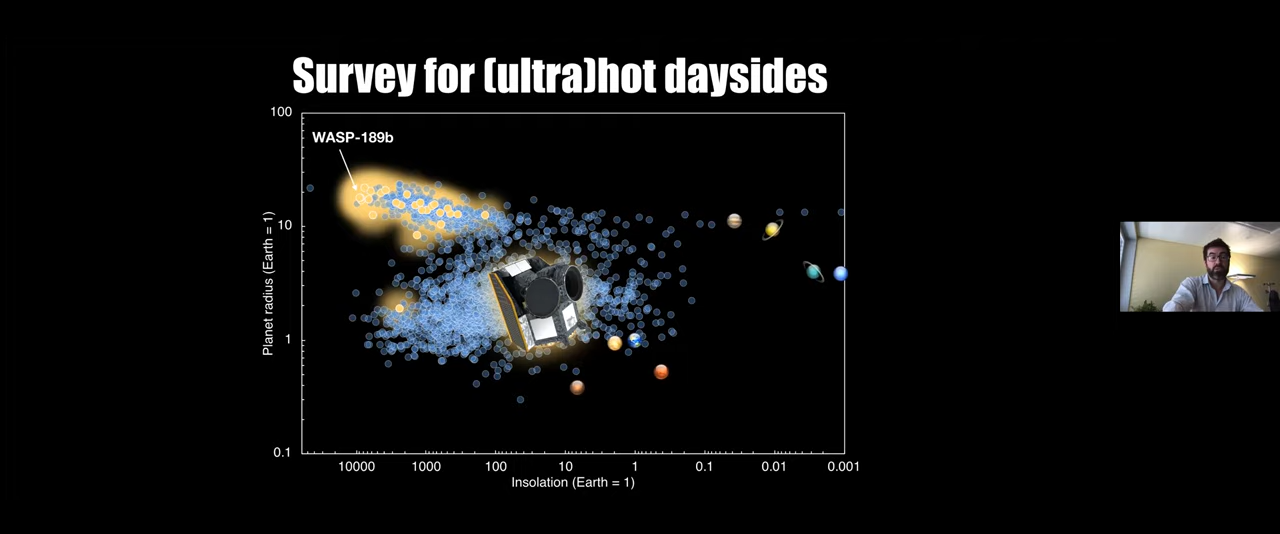 Survey for (ultra)hot daysides
100
WASP-189b
10
Planet radius (Earth = 1)
1
0.1
10000 1000 100 10 1 0.1 0.01 0.001
Insolation (Earth = 1)